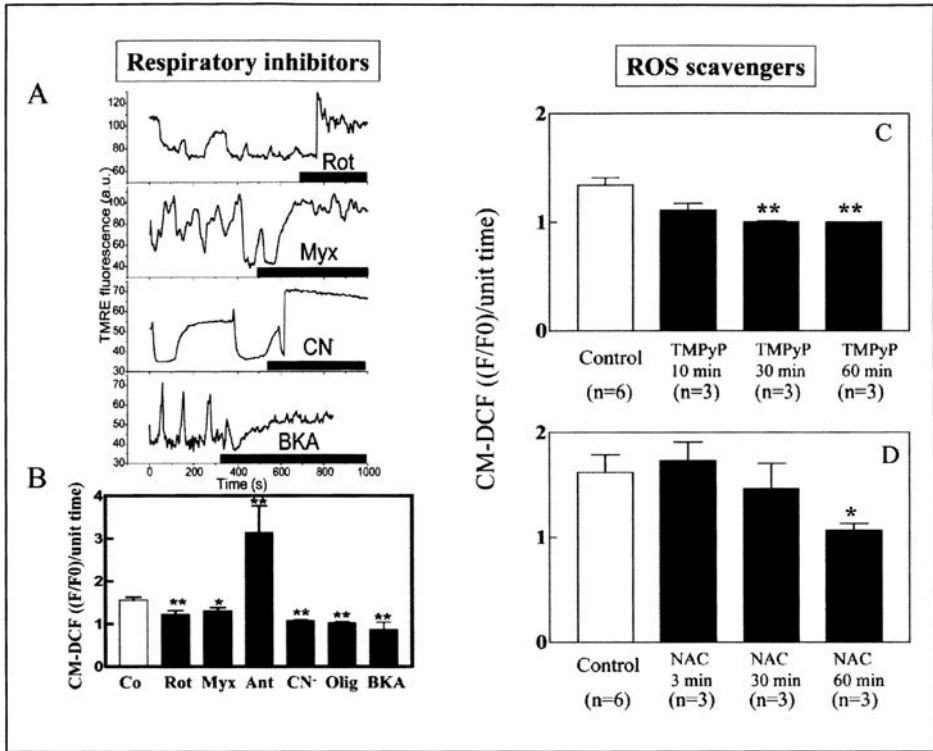 Respiratory inhibitors
ROS scavengers
A
TMRE fluorescence (a.u.)
120
100
80
60
Rot
100
80
60
40
Myx
70
60
50
40
30
CN-
70
60
50
40
30
BKA
0 200 400 600 800 1000
Time (s)
B
CM-DCF ((F/F0)/unit time)
4
3
2
1
0
** * ** ** ** **
Co Rot Myx Ant CN- Olig BKA
CM-DCF ((F/F0)/unit time)
C
2
1
0
** **
Control TMPyP TMPyP TMPyP
10 min 30 min 60 min
(n=6) (n=3) (n=3) (n=3)
D
2
1
0
*
Control NAC NAC NAC
3 min 30 min 60 min
(n=6) (n=3) (n=3) (n=3)